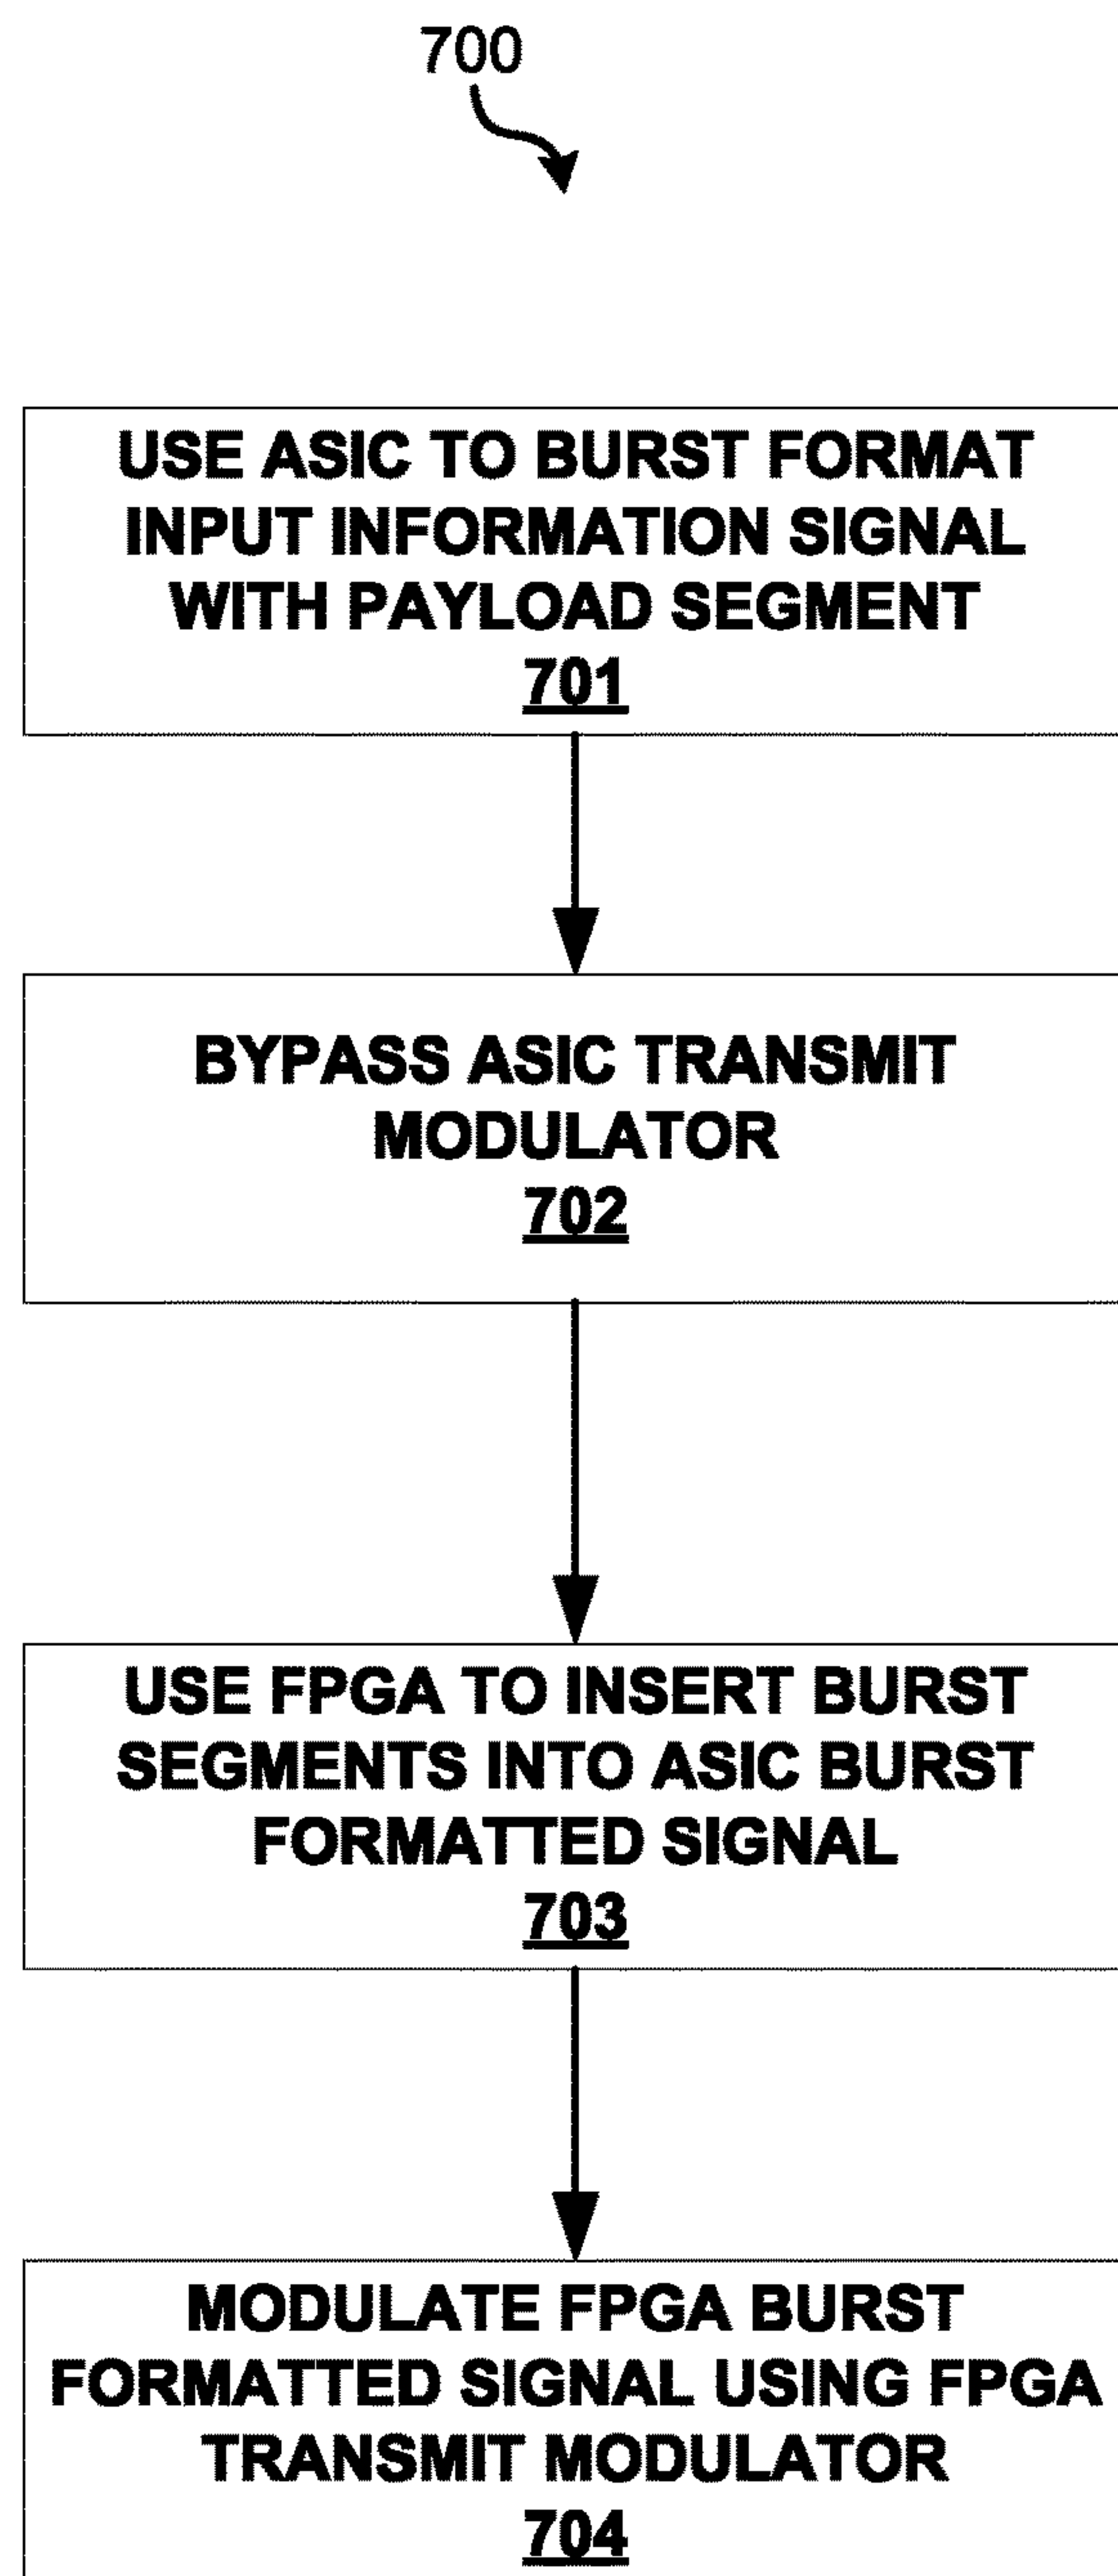 700
USE ASIC TO BURST FORMAT
INPUT INFORMATION SIGNAL
WITH PAYLOAD SEGMENT
701
BYPASS ASIC TRANSMIT
MODULATOR
702
USE FPGA TO INSERT BURST
SEGMENTS INTO ASIC BURST
FORMATTED SIGNAL
703
MODULATE FPGA BURST
FORMATTED SIGNAL USING FPGA
TRANSMIT MODULATOR
704